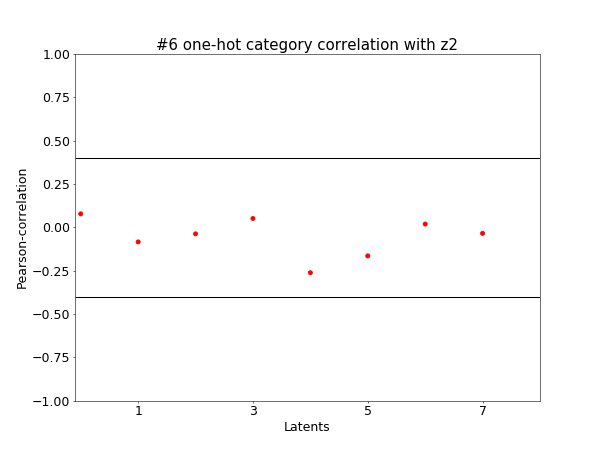 #6 one-hot category correlation with z2
1.00
0.75
0.50
0.25
0.00
−0.25
−0.50
−0.75
−1.00
Pearson-correlation
1 3 5 7
Latents